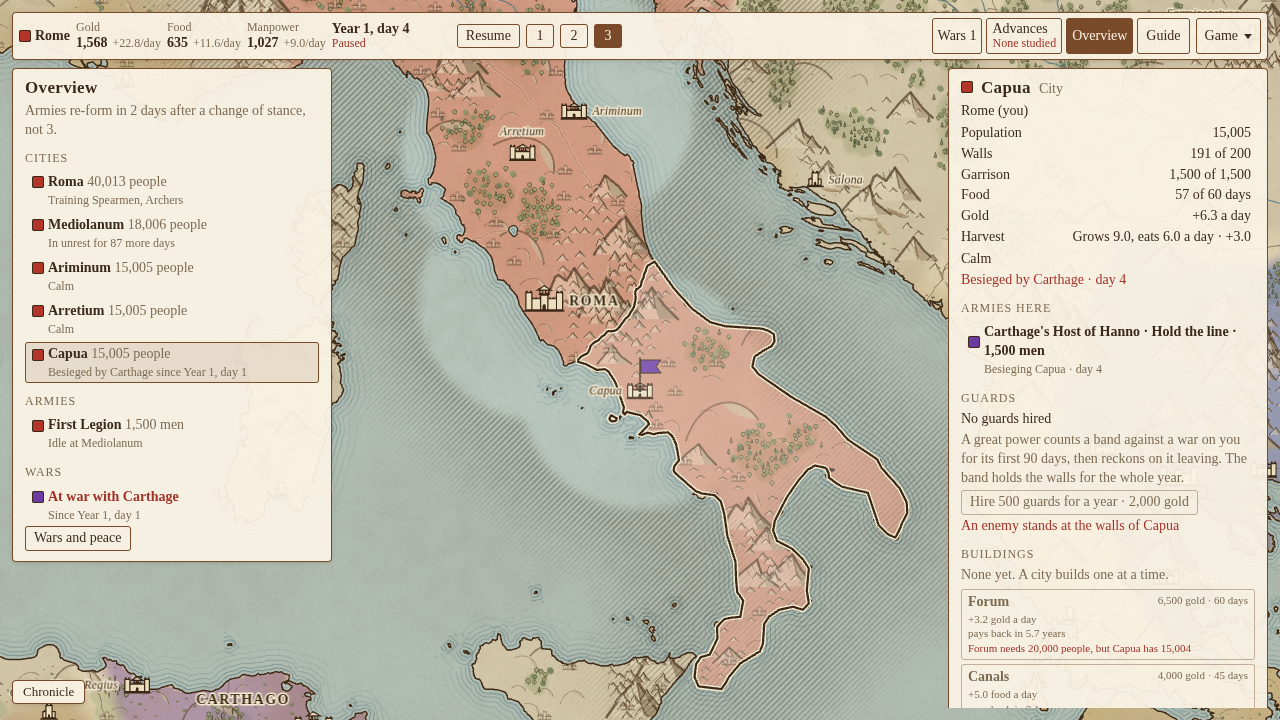 Rome
Gold
1,568 +22.8/day
Food
635 +11.6/day
Manpower
1,027 +9.0/day
Year 1, day 4
Paused
Resume
1
2
3
Wars 1
Advances
None studied
Overview
Guide
Game
Overview
Armies re-form in 2 days after a change of stance,
not 3.
CITIES
Roma 40,013 people
Training Spearmen, Archers
Mediolanum 18,006 people
In unrest for 87 more days
Ariminum 15,005 people
Calm
Arretium 15,005 people
Calm
Capua 15,005 people
Besieged by Carthage since Year 1, day 1
ARMIES
First Legion 1,500 men
Idle at Mediolanum
WARS
At war with Carthage
Since Year 1, day 1
Wars and peace
Chronicle
Ariminum
Arretium
Salona
ROMA
Capua
Regius
CARTHAGO
Capua City
Rome (you)
Population 15,005
Walls 191 of 200
Garrison 1,500 of 1,500
Food 57 of 60 days
Gold +6.3 a day
Harvest Grows 9.0, eats 6.0 a day · +3.0
Calm
Besieged by Carthage · day 4
ARMIES HERE
Carthage's Host of Hanno · Hold the line ·
1,500 men
Besieging Capua · day 4
GUARDS
No guards hired
A great power counts a band against a war on you
for its first 90 days, then reckons on it leaving. The
band holds the walls for the whole year.
Hire 500 guards for a year · 2,000 gold
An enemy stands at the walls of Capua
BUILDINGS
None yet. A city builds one at a time.
Forum 6,500 gold · 60 days
+3.2 gold a day
pays back in 5.7 years
Forum needs 20,000 people, but Capua has 15,004
Canals 4,000 gold · 45 days
+5.0 food a day